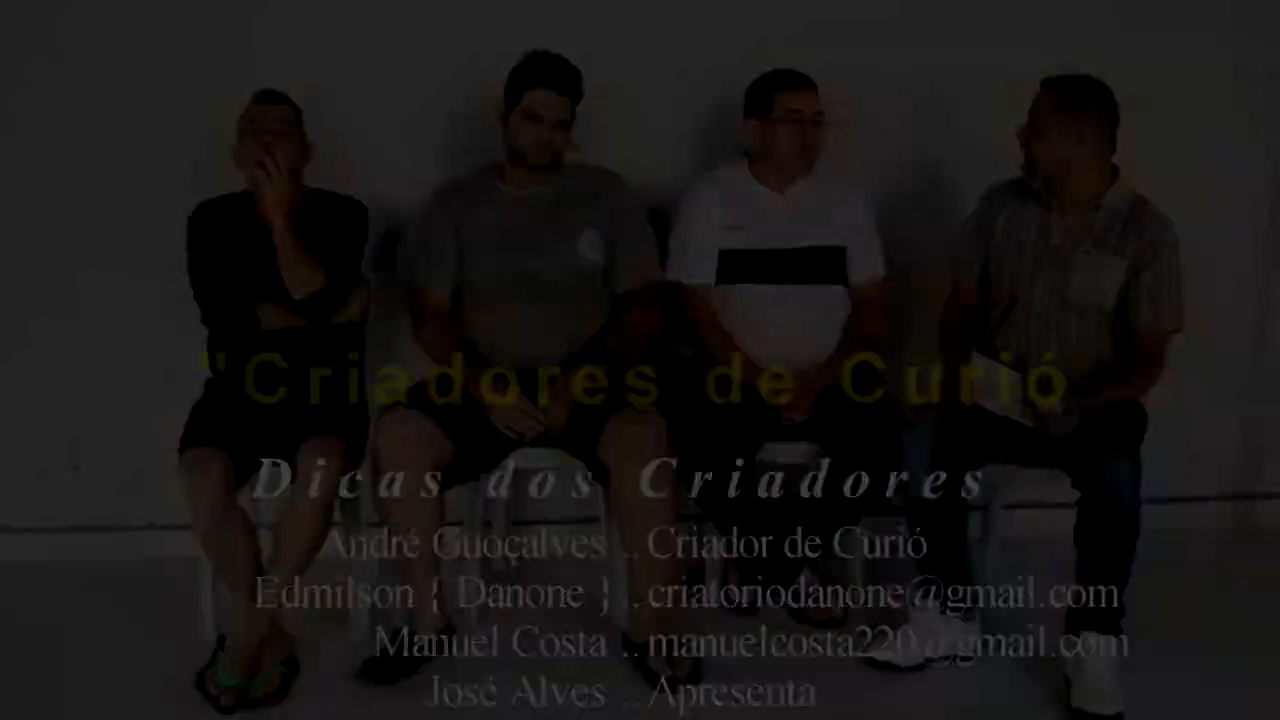 "Criadores de Curió
Dicas dos Criadores
André Guoçalves .. Criador de Curió
Edmilson { Danone } .. criatoriodanone@gmail.com
Manuel Costa .. manuelcosta220@gmail.com
José Alves .. Apresenta